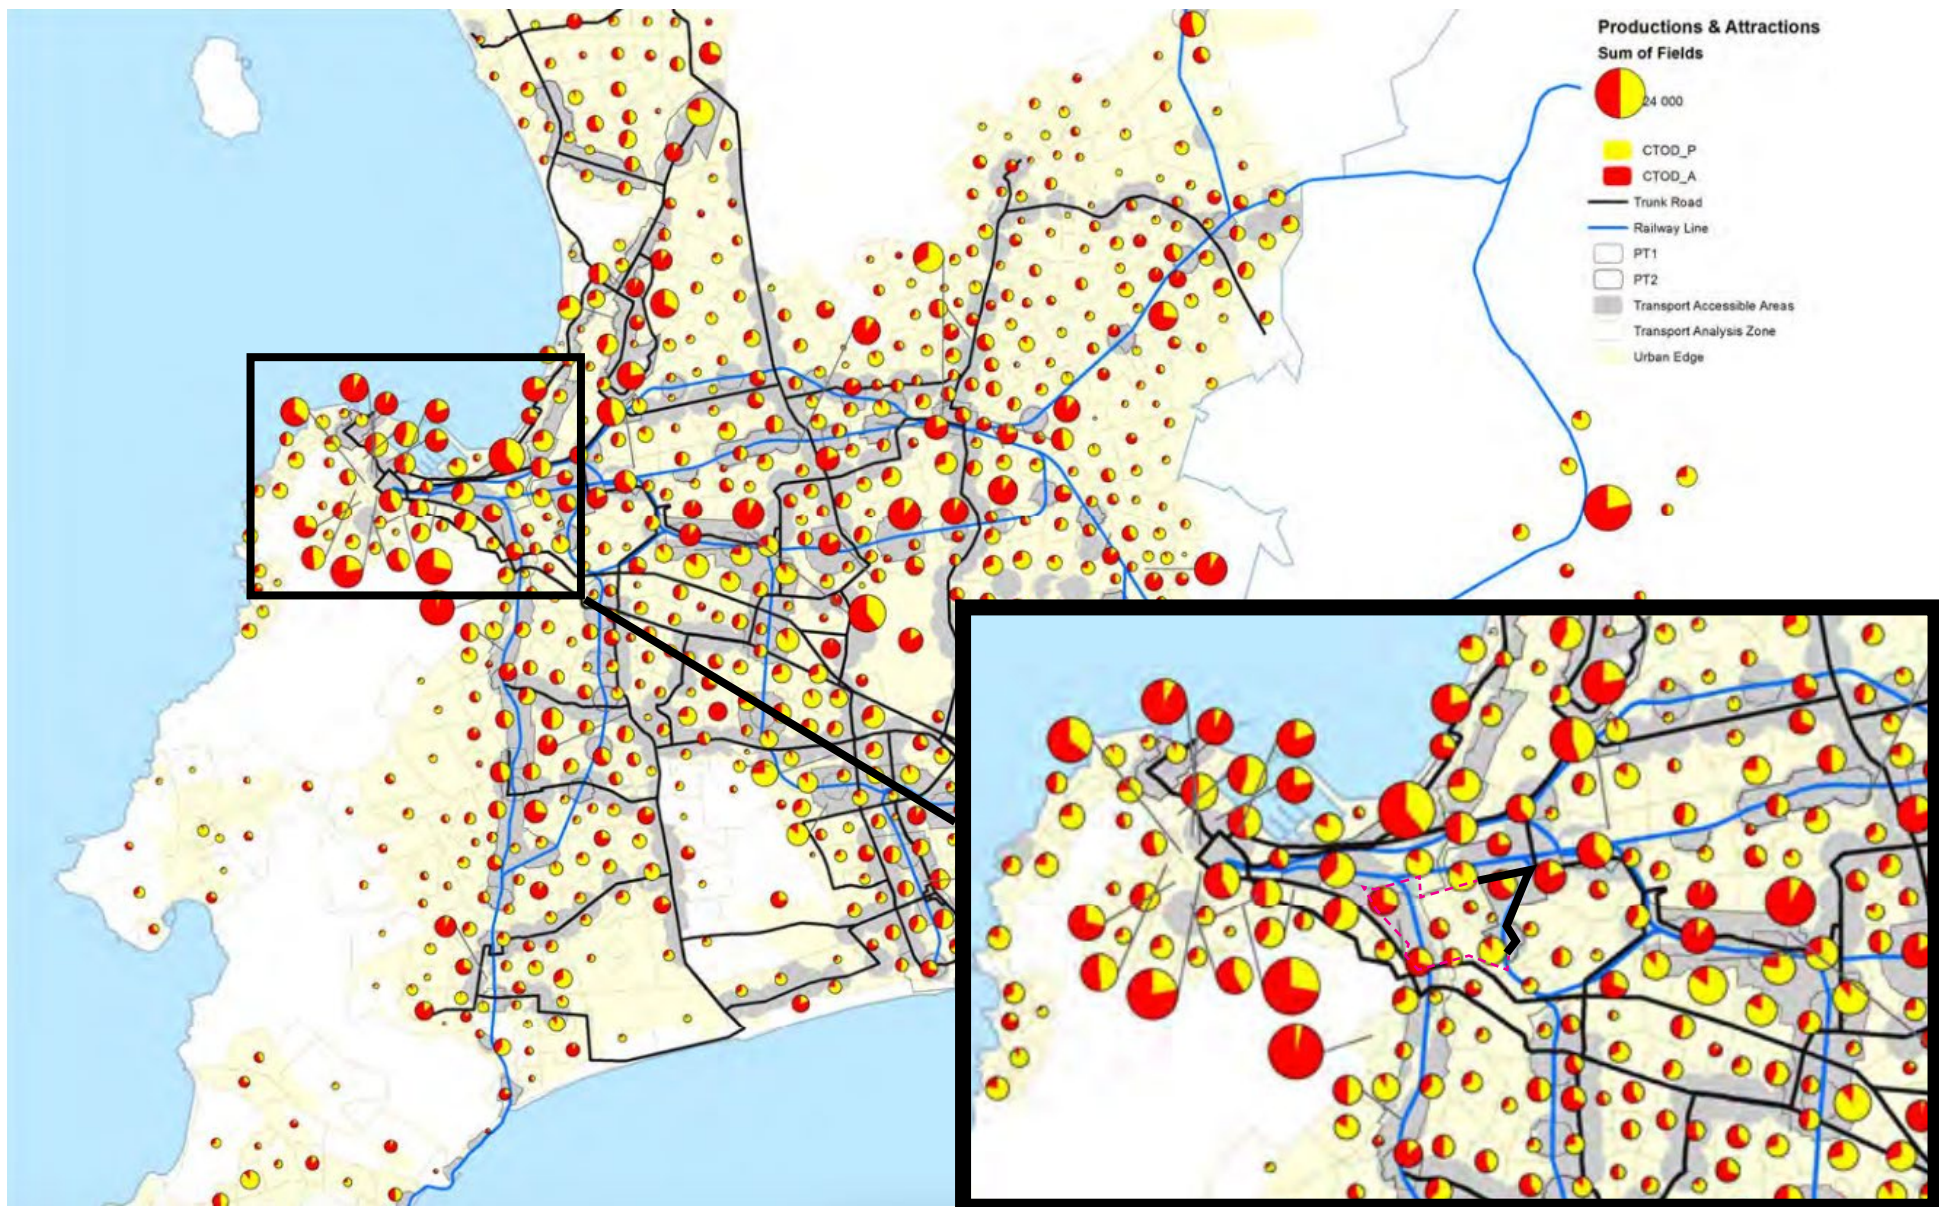 Productions & Attractions
Sum of Fields
24 000
CTOD_P
CTOD_A
Trunk Road
Railway Line
PT1
PT2
Transport Accessible Areas
Transport Analysis Zone
Urban Edge